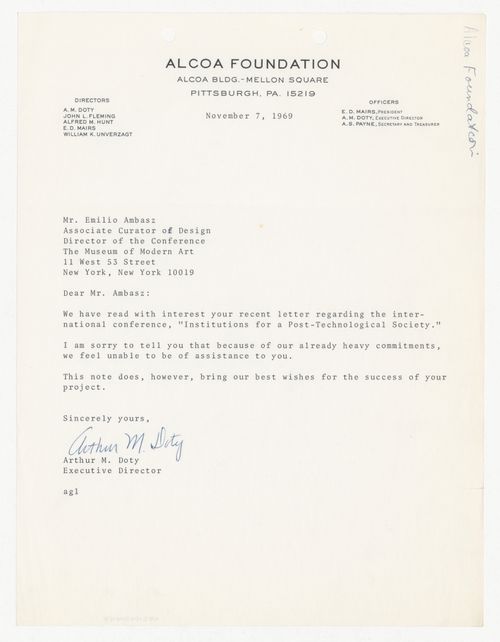 ALCOA FOUNDATION
ALCOA BLDG.-MELLON SQUARE
PITTSBURGH, PA. 15219
DIRECTORS
A. M. DOTY
JOHN L. FLEMING
ALFRED M. HUNT
E. D. MAIRS
WILLIAM K. UNVERZAGT
November 7, 1969
OFFICERS
E. D. MAIRS, PRESIDENT
A. M. DOTY, EXECUTIVE DIRECTOR
A. S. PAYNE, SECRETARY AND TREASURER
Alcoa Foundation
Mr. Emilio Ambasz
Associate Curator of Design
Director of the Conference
The Museum of Modern Art
11 West 53 Street
New York, New York 10019
Dear Mr. Ambasz:
We have read with interest your recent letter regarding the inter-
national conference, "Institutions for a Post-Technological Society."
I am sorry to tell you that because of our already heavy commitments,
we feel unable to be of assistance to you.
This note does, however, bring our best wishes for the success of your
project.
Sincerely yours,
Arthur M. Doty
Arthur M. Doty
Executive Director
agl